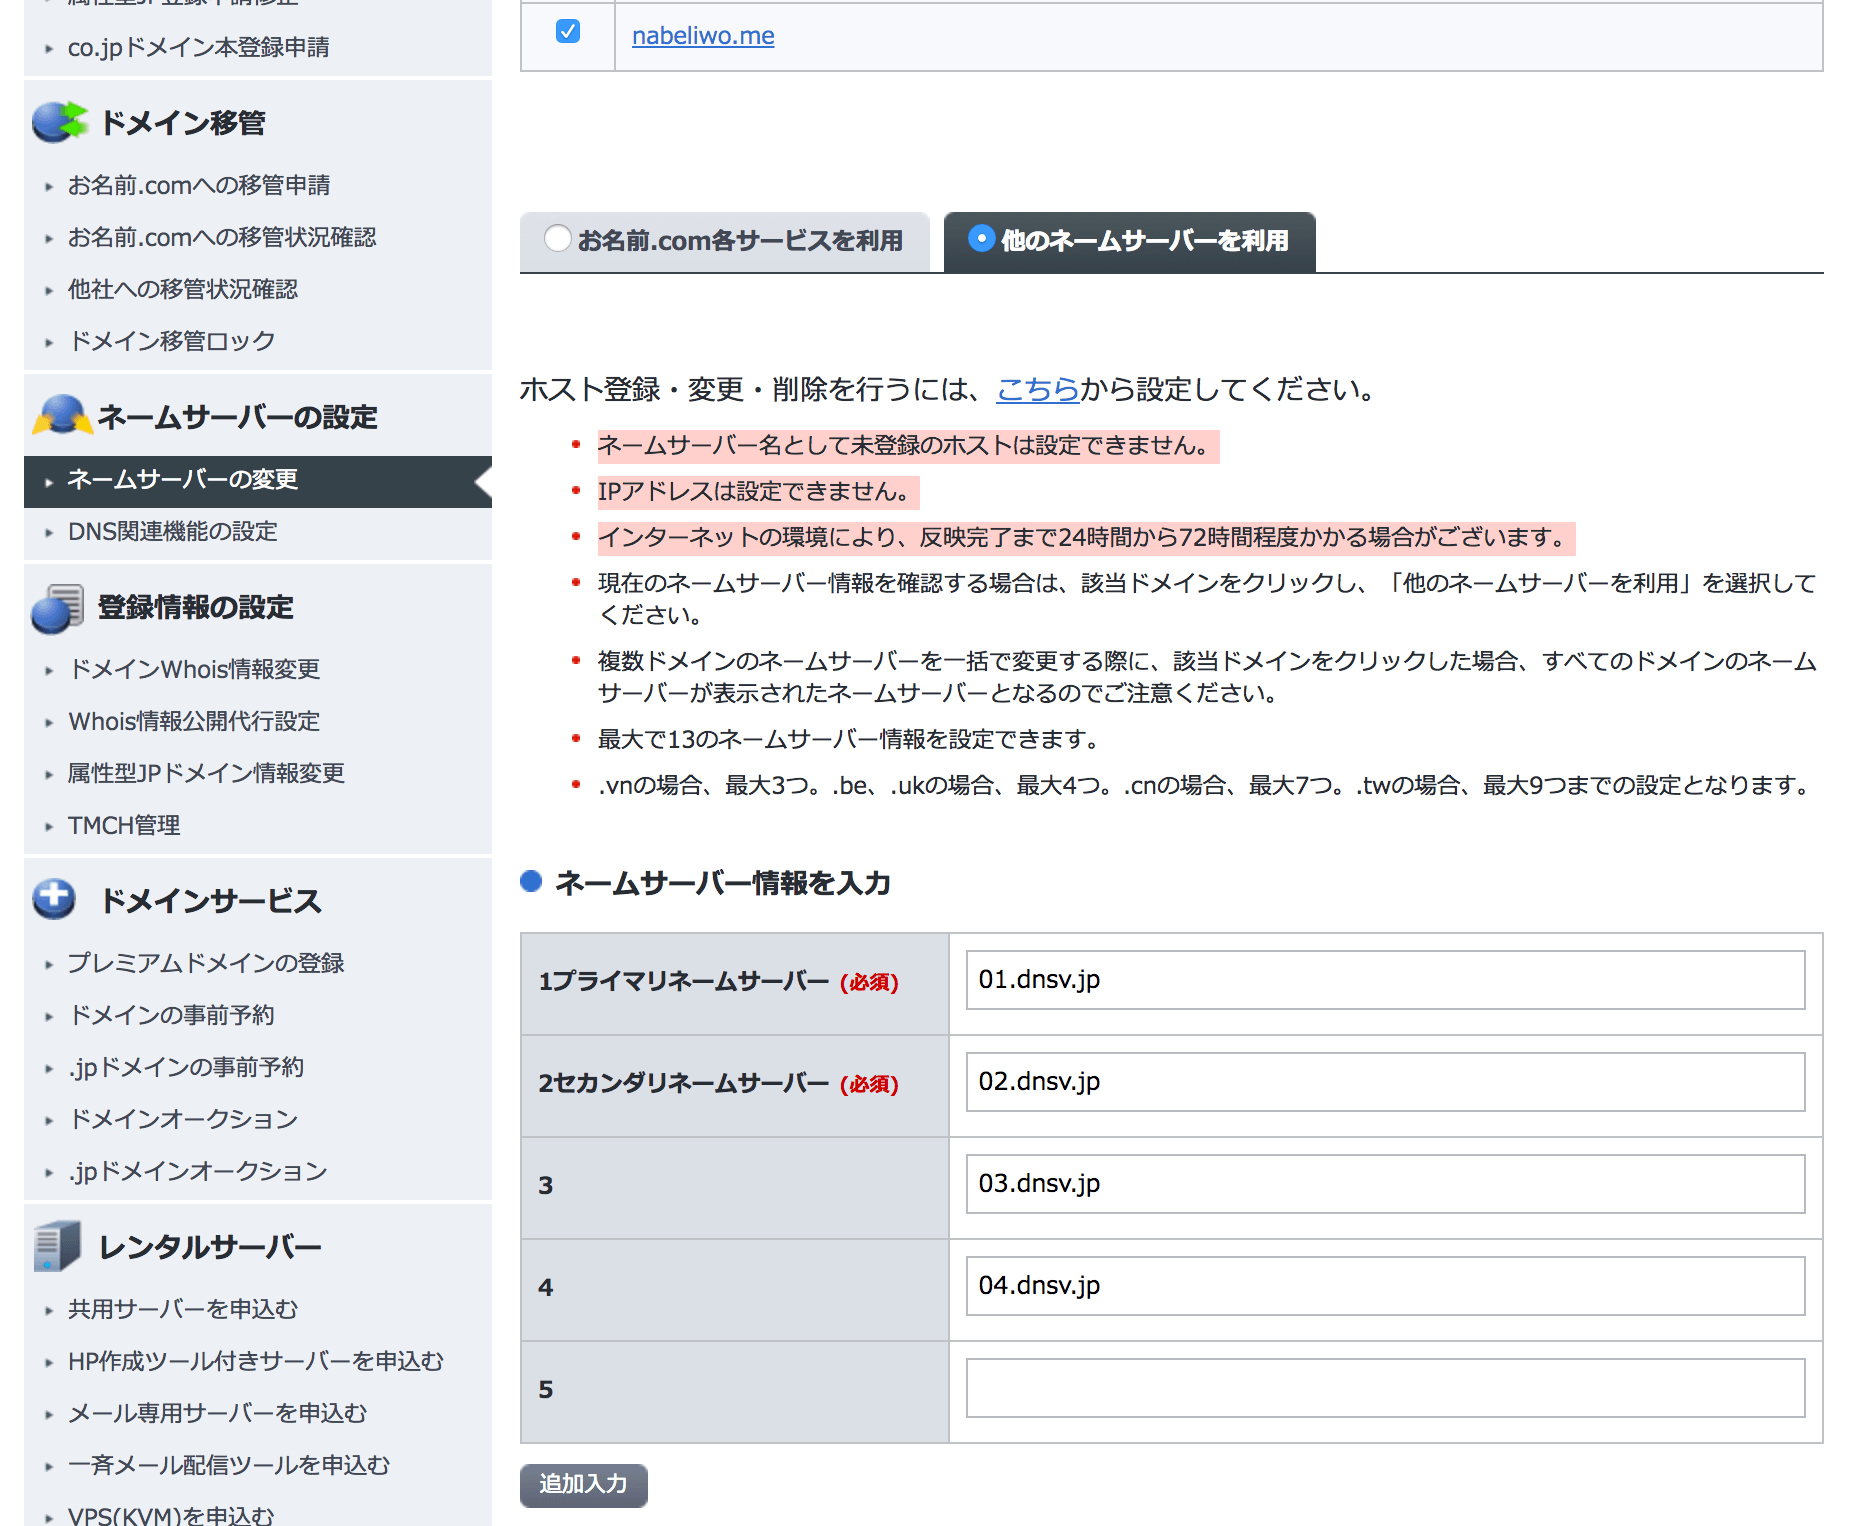 co.jpドメイン本登録申請
ドメイン移管
お名前.comへの移管申請
お名前.comへの移管状況確認
他社への移管状況確認
ドメイン移管ロック
ネームサーバーの設定
ネームサーバーの変更
DNS関連機能の設定
登録情報の設定
ドメインWhois情報変更
Whois情報公開代行設定
属性型JPドメイン情報変更
TMCH管理
ドメインサービス
プレミアムドメインの登録
ドメインの事前予約
.jpドメインの事前予約
ドメインオークション
.jpドメインオークション
レンタルサーバー
共用サーバーを申込む
HP作成ツール付きサーバーを申込む
メール専用サーバーを申込む
一斉メール配信ツールを申込む
VPS(KVM)を申込む
nabeliwo.me
お名前.com各サービスを利用
他のネームサーバーを利用
ホスト登録・変更・削除を行うには、こちらから設定してください。
ネームサーバー名として未登録のホストは設定できません。
IPアドレスは設定できません。
インターネットの環境により、反映完了まで24時間から72時間程度かかる場合がございます。
現在のネームサーバー情報を確認する場合は、該当ドメインをクリックし、「他のネームサーバーを利用」を選択して
ください。
複数ドメインのネームサーバーを一括で変更する際に、該当ドメインをクリックした場合、すべてのドメインのネーム
サーバーが表示されたネームサーバーとなるのでご注意ください。
最大で13のネームサーバー情報を設定できます。
.vnの場合、最大3つ。.be、.ukの場合、最大4つ。.cnの場合、最大7つ。.twの場合、最大9つまでの設定となります。
ネームサーバー情報を入力
1プライマリネームサーバー (必須)
01.dnsv.jp
2セカンダリネームサーバー (必須)
02.dnsv.jp
3
03.dnsv.jp
4
04.dnsv.jp
5
追加入力